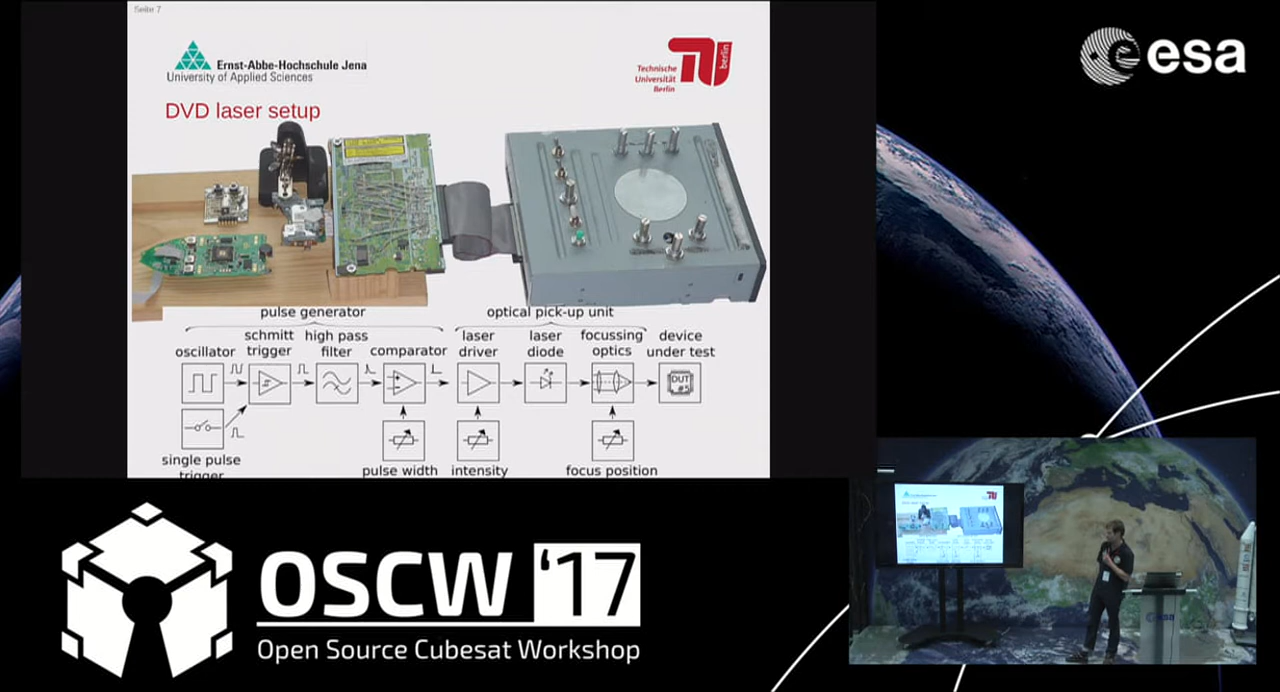 Seite 7
Ernst-Abbe-Hochschule Jena
University of Applied Sciences
Technische
Universität
Berlin
berlin
esa
DVD laser setup
pulse generator
optical pick-up unit
oscillator
schmitt
trigger
high pass
filter
comparator
laser
driver
laser
diode
focussing
optics
device
under test
DUT
#5
single pulse
trigger
pulse width
intensity
focus position
OSCW '17
Open Source Cubesat Workshop
esa